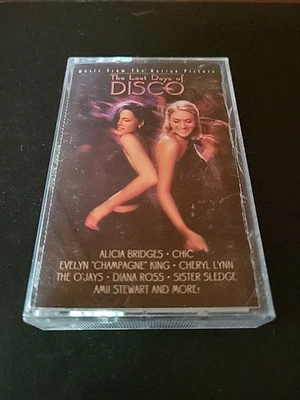 Music From The Motion Picture
The Last Days of
DISCO
ALICIA BRIDGES • CHIC
EVELYN "CHAMPAGNE" KING • CHERYL LYNN
THE O'JAYS • DIANA ROSS • SISTER SLEDGE
AMII STEWART AND MORE!